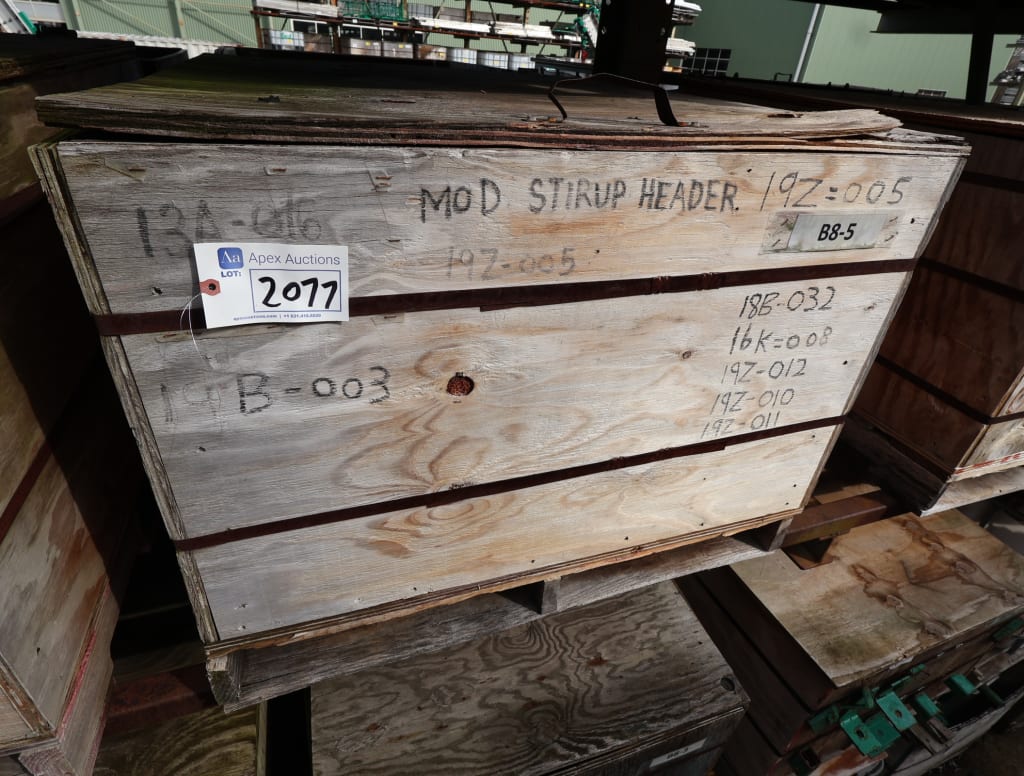 MOD STIRUP HEADER. 19Z=005
13A-016
B8-5
19Z-005
Aa Apex Auctions
LOT: 2077
18B-032
16K=008
19Z-012
B-003
19Z-010
19Z-011